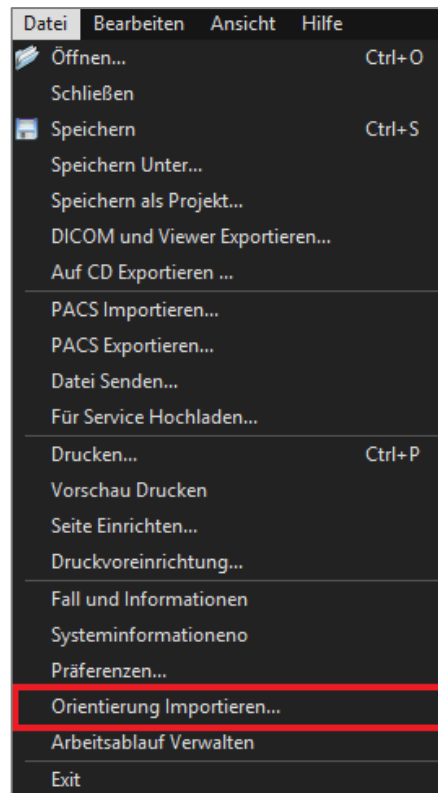 Datei Bearbeiten Ansicht Hilfe
Öffnen... Ctrl+O
Schließen
Speichern Ctrl+S
Speichern Unter...
Speichern als Projekt...
DICOM und Viewer Exportieren...
Auf CD Exportieren ...
PACS Importieren...
PACS Exportieren...
Datei Senden...
Für Service Hochladen...
Drucken... Ctrl+P
Vorschau Drucken
Seite Einrichten...
Druckvoreinrichtung...
Fall und Informationen
Systeminformationeno
Präferenzen...
Orientierung Importieren...
Arbeitsablauf Verwalten
Exit